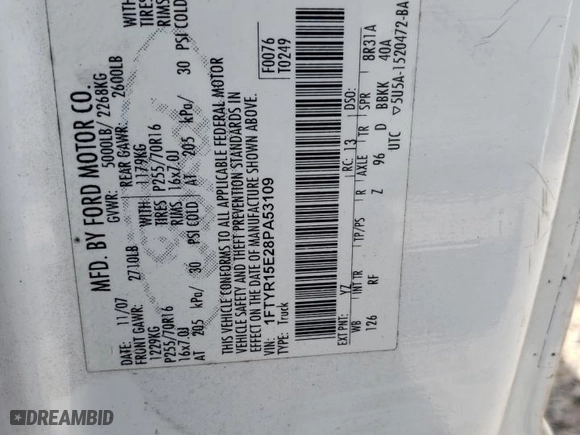 MFD. BY FORD MOTOR CO.
DATE: 11/07 GVWR: 5000LB/ 2268KG
FRONT GAWR: 2710LB REAR GAWR: 2600LB
1229KG WITH 1179KG WITH
P255/70R16 TIRES P255/70R16 TIRES
16x7.0J RIMS 16x7.0J RIMS
AT 205 kPa/ 30 PSI COLD AT 205 kPa/ 30 PSI COLD
THIS VEHICLE CONFORMS TO ALL APPLICABLE FEDERAL MOTOR
VEHICLE SAFETY AND THEFT PREVENTION STANDARDS IN
EFFECT ON THE DATE OF MANUFACTURE SHOWN ABOVE.
VIN: 1FTYR15E28PA53109 F0076
TYPE: Truck T0249
EXT PNT: YZ RC: 13 DSO:
WB INT TR TP/PS R AXLE TR SPR
126 RF Z 96 D BBKK 8R31A
40A
UTC ▽5U5A-1520472-BA
DREAMBID